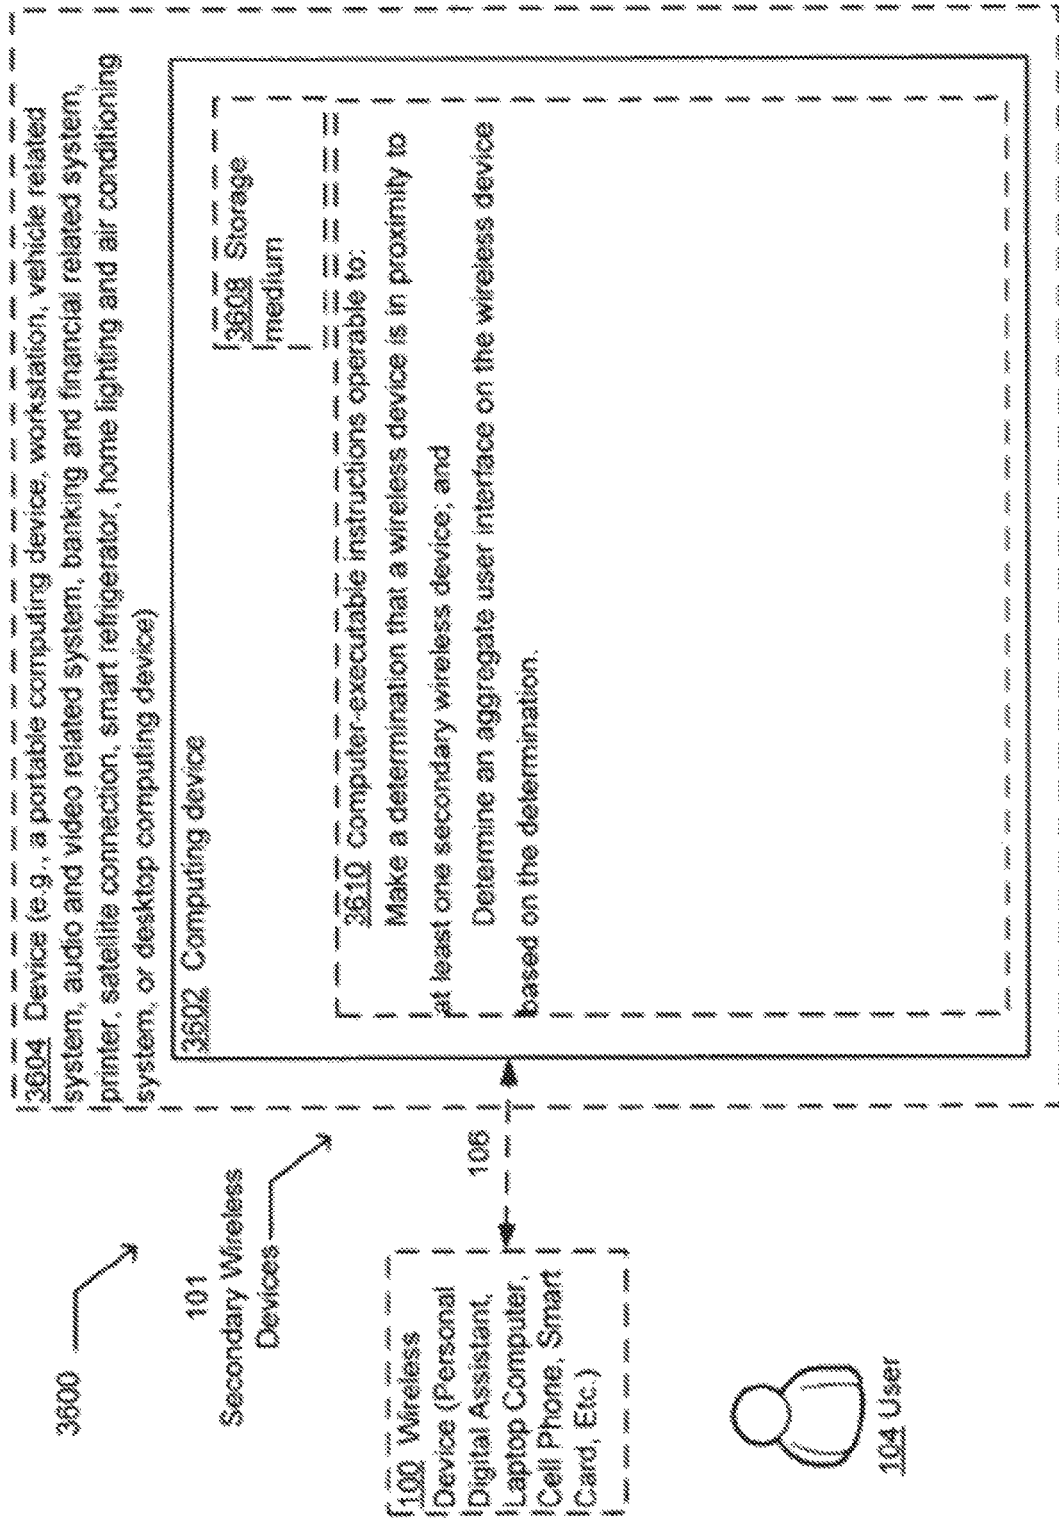 3600
101
Secondary Wireless
Devices
3604 Device (e.g., a portable computing device, workstation, vehicle related
system, audio and video related system, banking and financial related system,
printer, satellite connection, smart refrigerator, home lighting and air conditioning
system, or desktop computing device)
3602 Computing device
3608 Storage
medium
3610 Computer-executable instructions operable to:
Make a determination that a wireless device is in proximity to
at least one secondary wireless device; and
Determine an aggregate user interface on the wireless device
based on the determination.
106
100 Wireless
Device (Personal
Digital Assistant,
Laptop Computer,
Cell Phone, Smart
Card, Etc.)
104 User